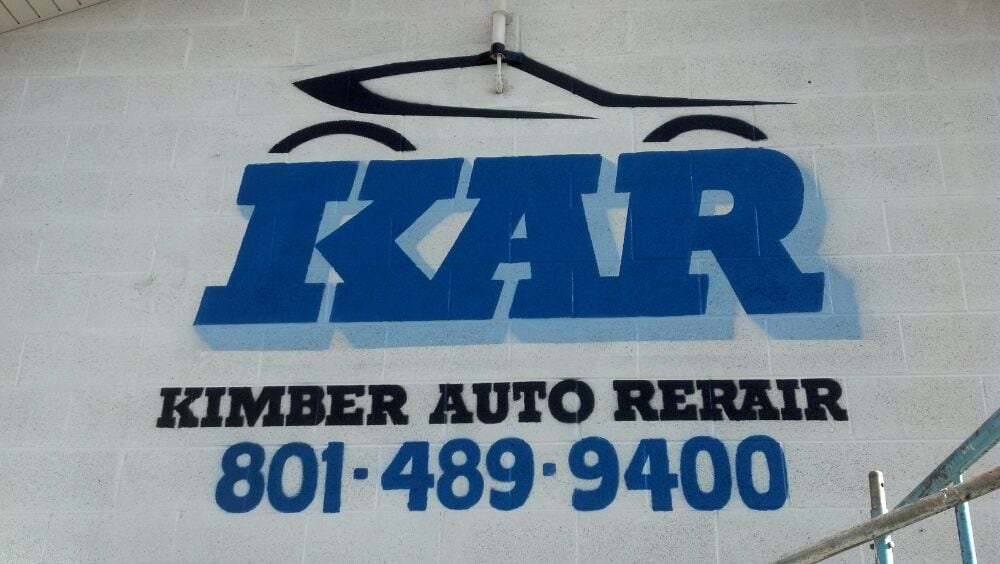 KAR
KIMBER AUTO RERAIR
801-489-9400